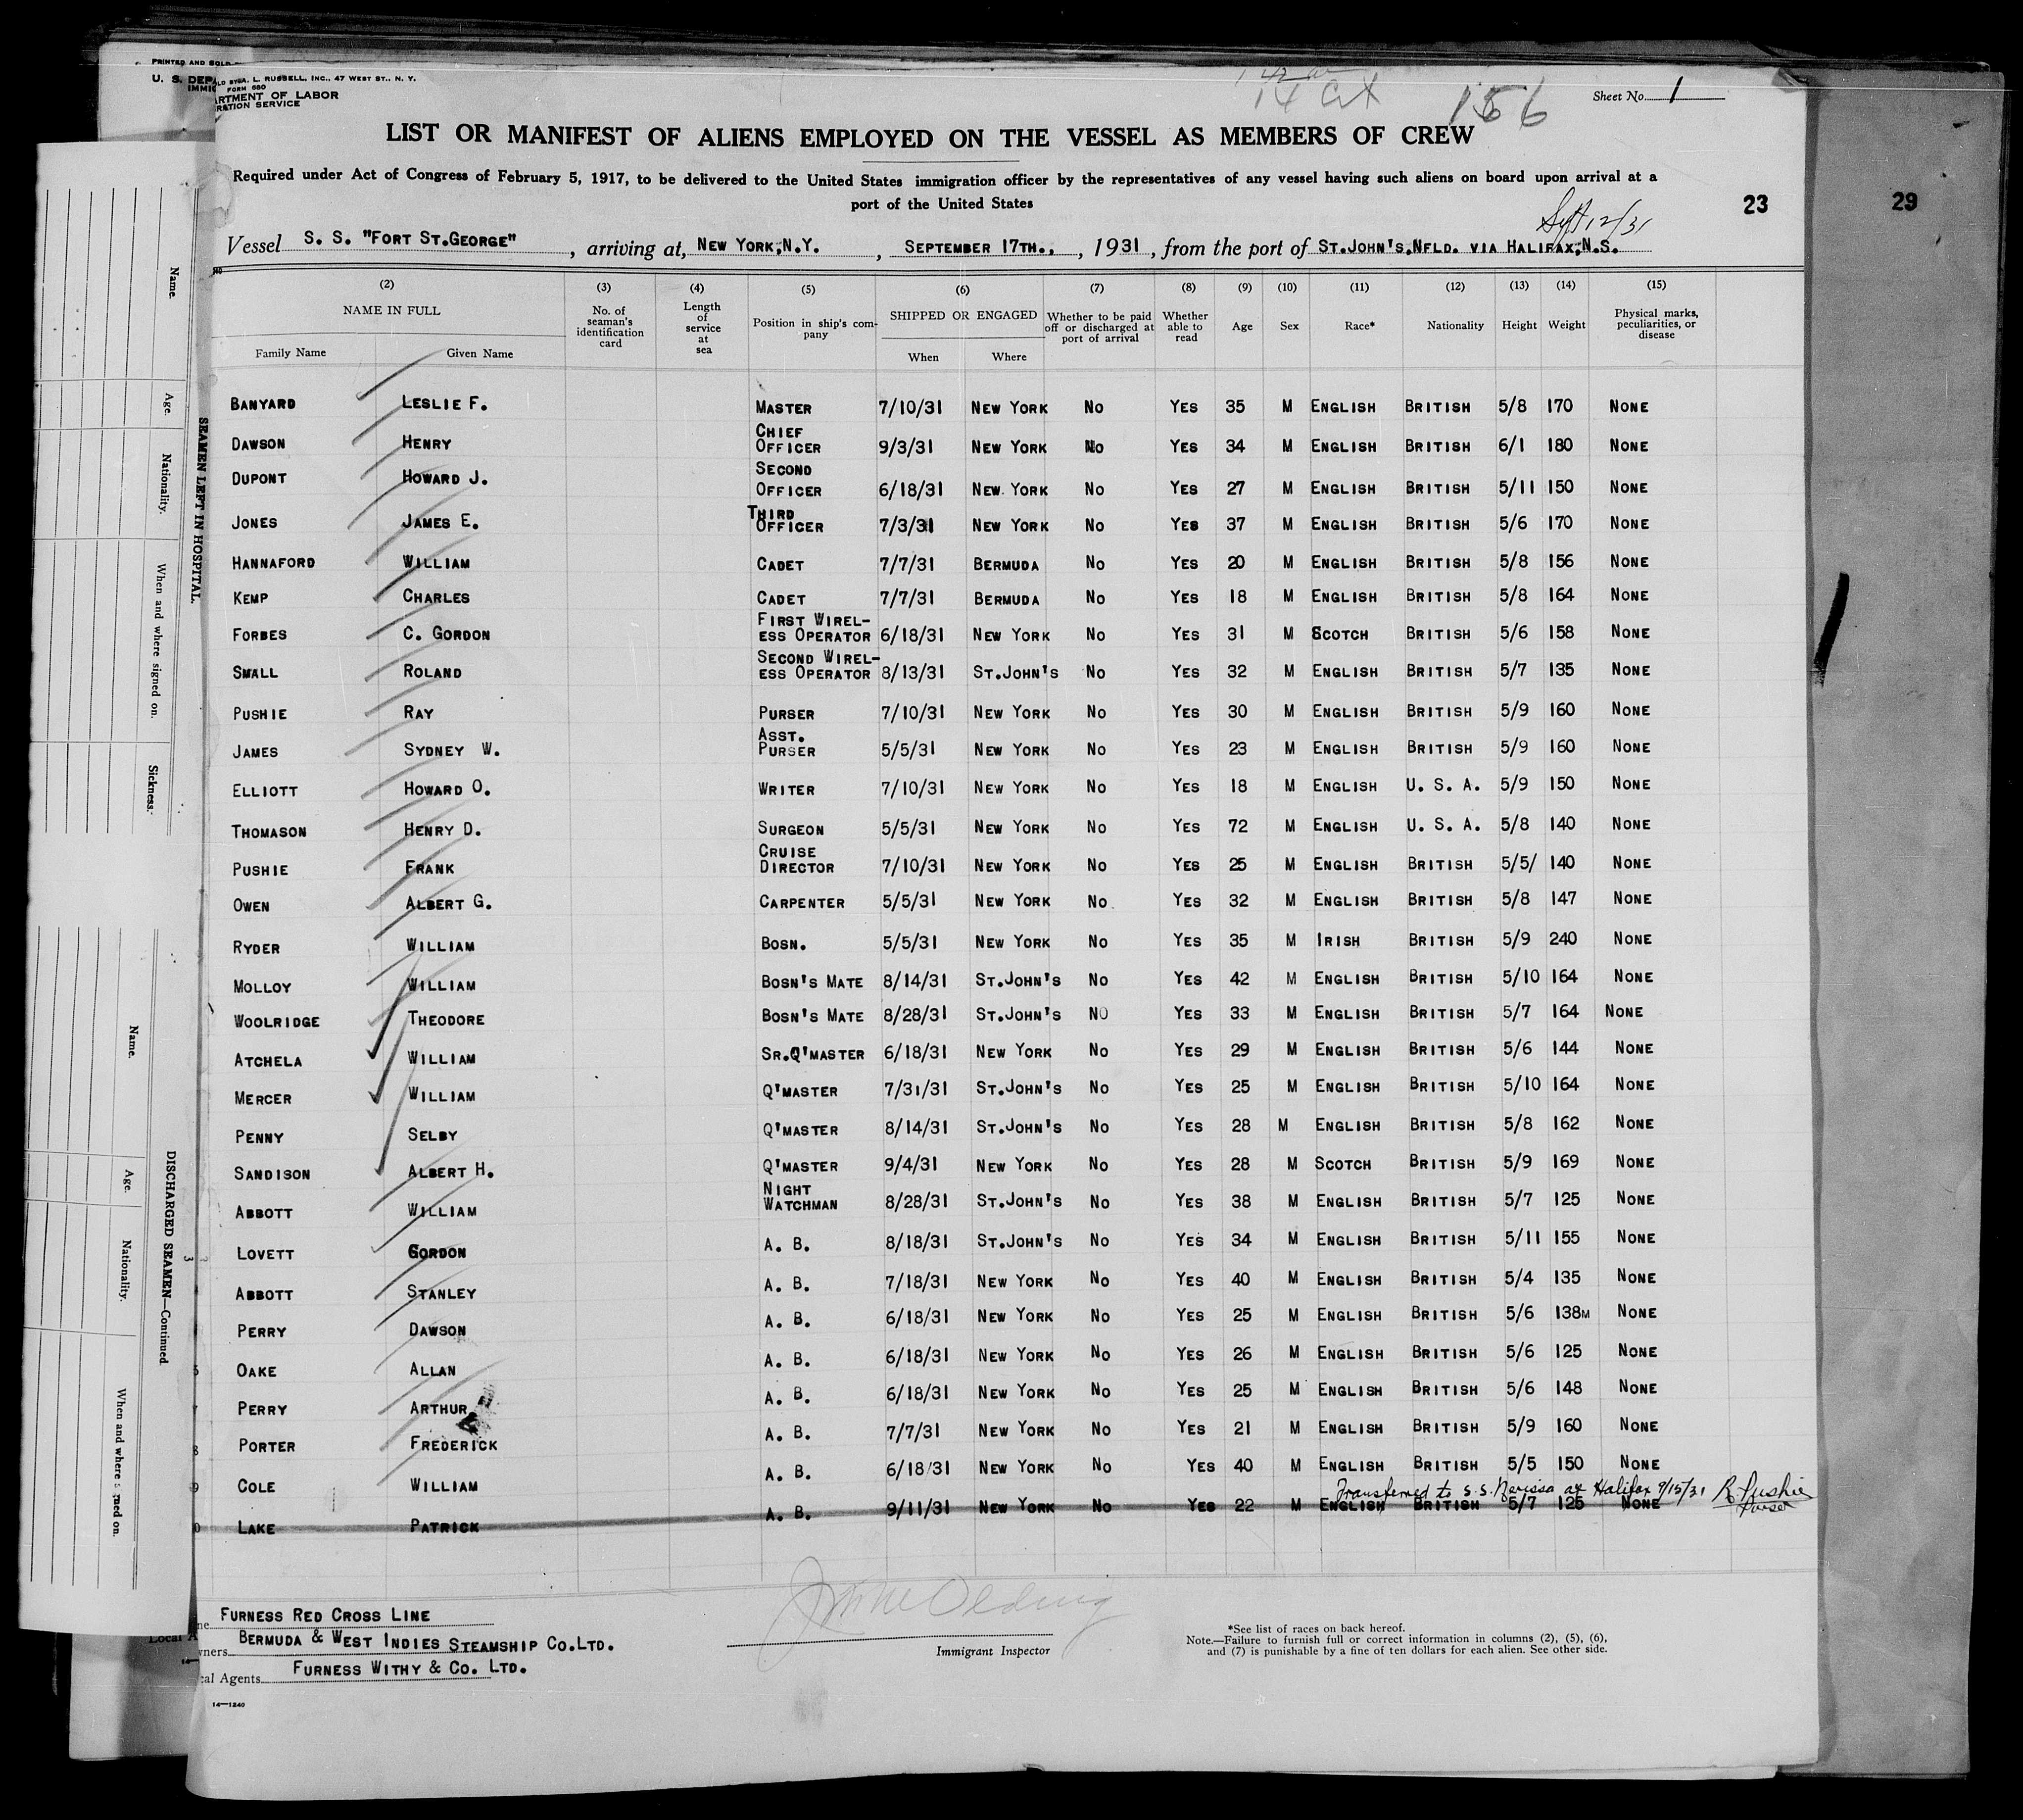 PRINTED AND SOLD
U. S. DEPA
IMMIG
L. RUSSELL, INC., 47 WEST ST., N. Y.
FORM 680
ARTMENT OF LABOR
RATION SERVICE
156
Sheet No. 1
LIST OR MANIFEST OF ALIENS EMPLOYED ON THE VESSEL AS MEMBERS OF CREW
Required under Act of Congress of February 5, 1917, to be delivered to the United States immigration officer by the representatives of any vessel having such aliens on board upon arrival at a
port of the United States
23
29
Sept 12/31
Vessel S. S. "FORT ST.GEORGE", arriving at, NEW YORK,N.Y., SEPTEMBER 17TH., 1931, from the port of ST.JOHN'S,NFLD. VIA HALIFAX,N.S.
(2) (3) (4) (5) (6) (7) (8) (9) (10) (11) (12) (13) (14) (15)
NAME IN FULL
Family Name Given Name
No. of seaman's identification card
Length of service at sea
Position in ship's company
SHIPPED OR ENGAGED
When Where
Whether to be paid off or discharged at port of arrival
Whether able to read
Age Sex Race* Nationality Height Weight
Physical marks, peculiarities, or disease
BANYARD LESLIE F. MASTER 7/10/31 NEW YORK NO YES 35 M ENGLISH BRITISH 5/8 170 NONE
DAWSON HENRY CHIEF OFFICER 9/3/31 NEW YORK NO YES 34 M ENGLISH BRITISH 6/1 180 NONE
DUPONT HOWARD J. SECOND OFFICER 6/18/31 NEW YORK NO YES 27 M ENGLISH BRITISH 5/11 150 NONE
JONES JAMES E. THIRD OFFICER 7/3/31 NEW YORK NO YES 37 M ENGLISH BRITISH 5/6 170 NONE
HANNAFORD WILLIAM CADET 7/7/31 BERMUDA NO YES 20 M ENGLISH BRITISH 5/8 156 NONE
KEMP CHARLES CADET 7/7/31 BERMUDA NO YES 18 M ENGLISH BRITISH 5/8 164 NONE
FORBES C. GORDON FIRST WIREL-ESS OPERATOR 6/18/31 NEW YORK NO YES 31 M SCOTCH BRITISH 5/6 158 NONE
SMALL ROLAND SECOND WIREL-ESS OPERATOR 8/13/31 ST.JOHN'S NO YES 32 M ENGLISH BRITISH 5/7 135 NONE
PUSHIE RAY PURSER 7/10/31 NEW YORK NO YES 30 M ENGLISH BRITISH 5/9 160 NONE
JAMES SYDNEY W. ASST. PURSER 5/5/31 NEW YORK NO YES 23 M ENGLISH BRITISH 5/9 160 NONE
ELLIOTT HOWARD O. WRITER 7/10/31 NEW YORK NO YES 18 M ENGLISH U. S. A. 5/9 150 NONE
THOMASON HENRY D. SURGEON 5/5/31 NEW YORK NO YES 72 M ENGLISH U. S. A. 5/8 140 NONE
PUSHIE FRANK CRUISE DIRECTOR 7/10/31 NEW YORK NO YES 25 M ENGLISH BRITISH 5/5/ 140 NONE
OWEN ALBERT G. CARPENTER 5/5/31 NEW YORK NO YES 32 M ENGLISH BRITISH 5/8 147 NONE
RYDER WILLIAM BOSN. 5/5/31 NEW YORK NO YES 35 M IRISH BRITISH 5/9 240 NONE
MOLLOY WILLIAM BOSN'S MATE 8/14/31 ST.JOHN'S NO YES 42 M ENGLISH BRITISH 5/10 164 NONE
WOOLRIDGE THEODORE BOSN'S MATE 8/28/31 ST.JOHN'S NO YES 33 M ENGLISH BRITISH 5/7 164 NONE
ATCHELA WILLIAM SR.Q'MASTER 6/18/31 NEW YORK NO YES 29 M ENGLISH BRITISH 5/6 144 NONE
MERCER WILLIAM Q'MASTER 7/31/31 ST.JOHN'S NO YES 25 M ENGLISH BRITISH 5/10 164 NONE
PENNY SELBY Q'MASTER 8/14/31 ST.JOHN'S NO YES 28 M ENGLISH BRITISH 5/8 162 NONE
SANDISON ALBERT H. Q'MASTER 9/4/31 NEW YORK NO YES 28 M SCOTCH BRITISH 5/9 169 NONE
ABBOTT WILLIAM NIGHT WATCHMAN 8/28/31 ST.JOHN'S NO YES 38 M ENGLISH BRITISH 5/7 125 NONE
LOVETT GORDON A. B. 8/18/31 ST.JOHN'S NO YES 34 M ENGLISH BRITISH 5/11 155 NONE
ABBOTT STANLEY A. B. 7/18/31 NEW YORK NO YES 40 M ENGLISH BRITISH 5/4 135 NONE
PERRY DAWSON A. B. 6/18/31 NEW YORK NO YES 25 M ENGLISH BRITISH 5/6 138M NONE
OAKE ALLAN A. B. 6/18/31 NEW YORK NO YES 26 M ENGLISH BRITISH 5/6 125 NONE
PERRY ARTHUR A. B. 6/18/31 NEW YORK NO YES 25 M ENGLISH BRITISH 5/6 148 NONE
PORTER FREDERICK A. B. 7/7/31 NEW YORK NO YES 21 M ENGLISH BRITISH 5/9 160 NONE
COLE WILLIAM A. B. 6/18/31 NEW YORK NO YES 40 M ENGLISH BRITISH 5/5 150 NONE
Transferred to S.S. Nerissa at Halifax 9/15/31 R. Pushie Purser
LAKE PATRICK A. B. 9/11/31 NEW YORK NO YES 22 M ENGLISH BRITISH 5/7 125 NONE
FURNESS RED CROSS LINE
wners BERMUDA & WEST INDIES STEAMSHIP CO.LTD.
cal Agents FURNESS WITHY & CO. LTD.
14—1240
Immigrant Inspector
*See list of races on back hereof.
Note.—Failure to furnish full or correct information in columns (2), (5), (6),
and (7) is punishable by a fine of ten dollars for each alien. See other side.
SEAMEN LEFT IN HOSPITAL.
Name. Age. Nationality. When and where signed on. Sickness.
DISCHARGED SEAMEN—Continued.
Name. Age. Nationality. When and where signed on.